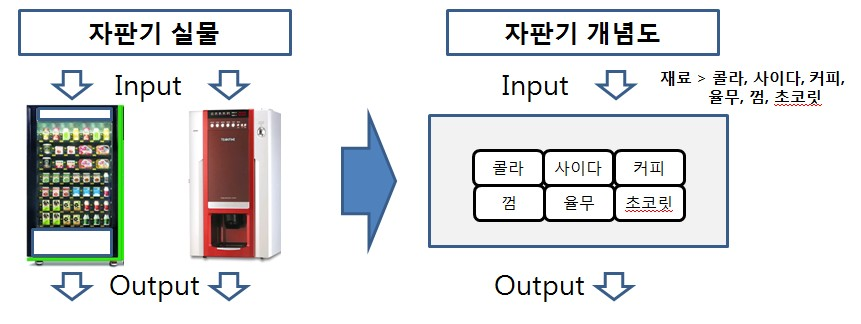 자판기 실물
자판기 개념도
Input
Input
재료 > 콜라, 사이다, 커피,
율무, 껌, 초코릿
콜라
사이다
커피
껌
율무
초코릿
Output
Output